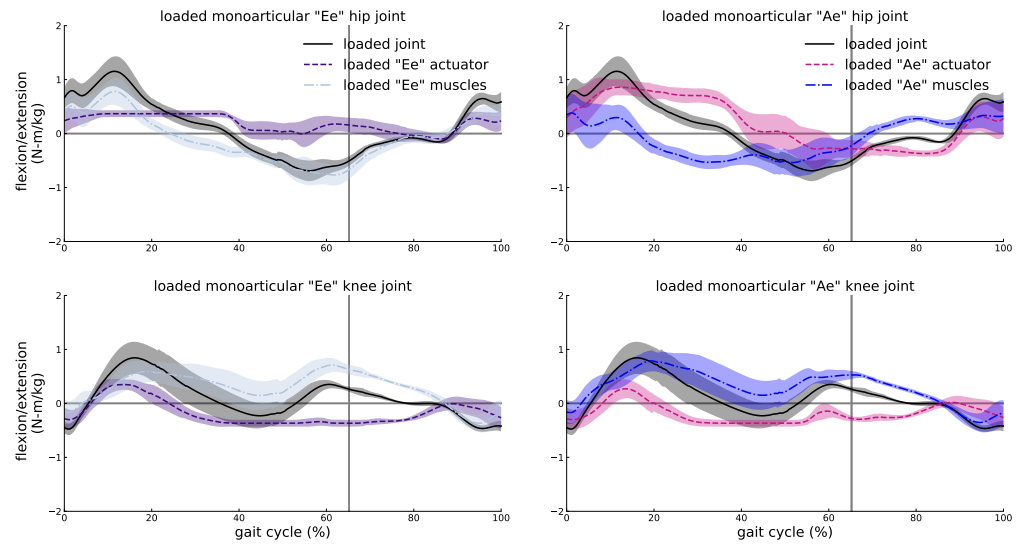 loaded monoarticular "Ee" hip joint
loaded joint
loaded "Ee" actuator
loaded "Ee" muscles
flexion/extension
(N-m/kg)
2
1
0
−1
−2
0 20 40 60 80 100
loaded monoarticular "Ae" hip joint
loaded joint
loaded "Ae" actuator
loaded "Ae" muscles
2
1
0
−1
−2
0 20 40 60 80 100
loaded monoarticular "Ee" knee joint
flexion/extension
(N-m/kg)
2
1
0
−1
−2
0 20 40 60 80 100
gait cycle (%)
loaded monoarticular "Ae" knee joint
2
1
0
−1
−2
0 20 40 60 80 100
gait cycle (%)